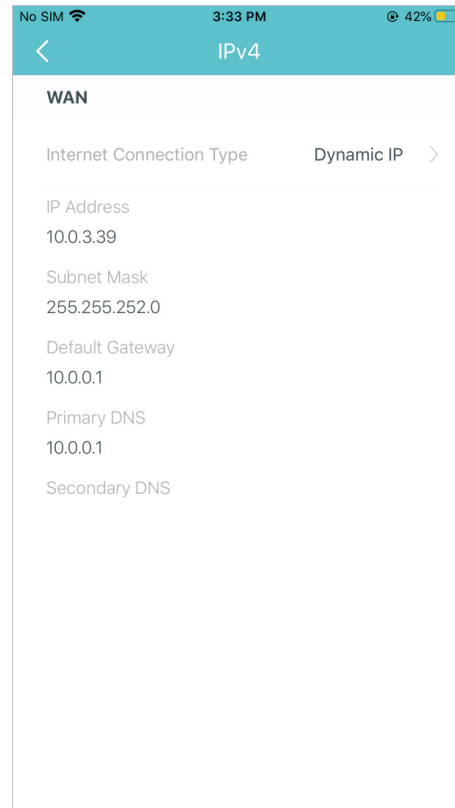 No SIM 3:33 PM 42%
IPv4
WAN
Internet Connection Type Dynamic IP
IP Address
10.0.3.39
Subnet Mask
255.255.252.0
Default Gateway
10.0.0.1
Primary DNS
10.0.0.1
Secondary DNS